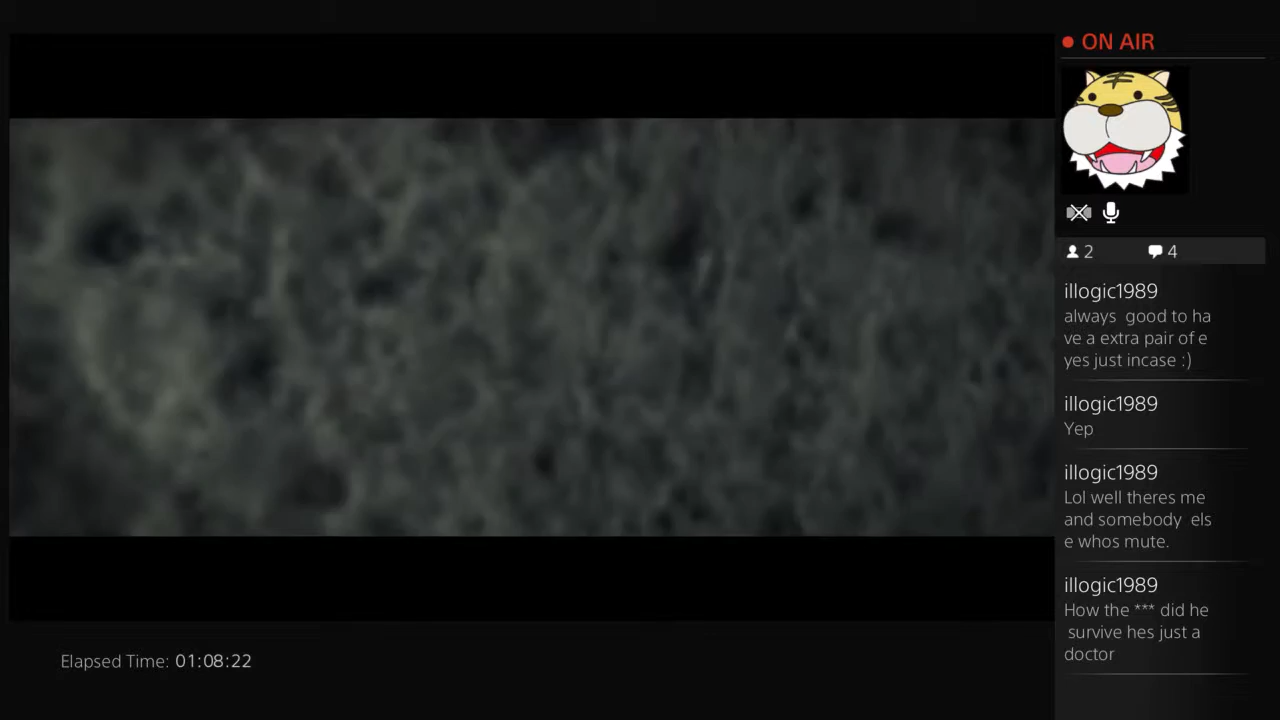 ON AIR
2 4
illogic1989
always  good to ha
ve a extra pair of e
yes just incase :)
illogic1989
Yep
illogic1989
Lol well theres me
and somebody  els
e whos mute.
illogic1989
How the *** did he
survive hes just a
doctor
Elapsed Time: 01:08:22